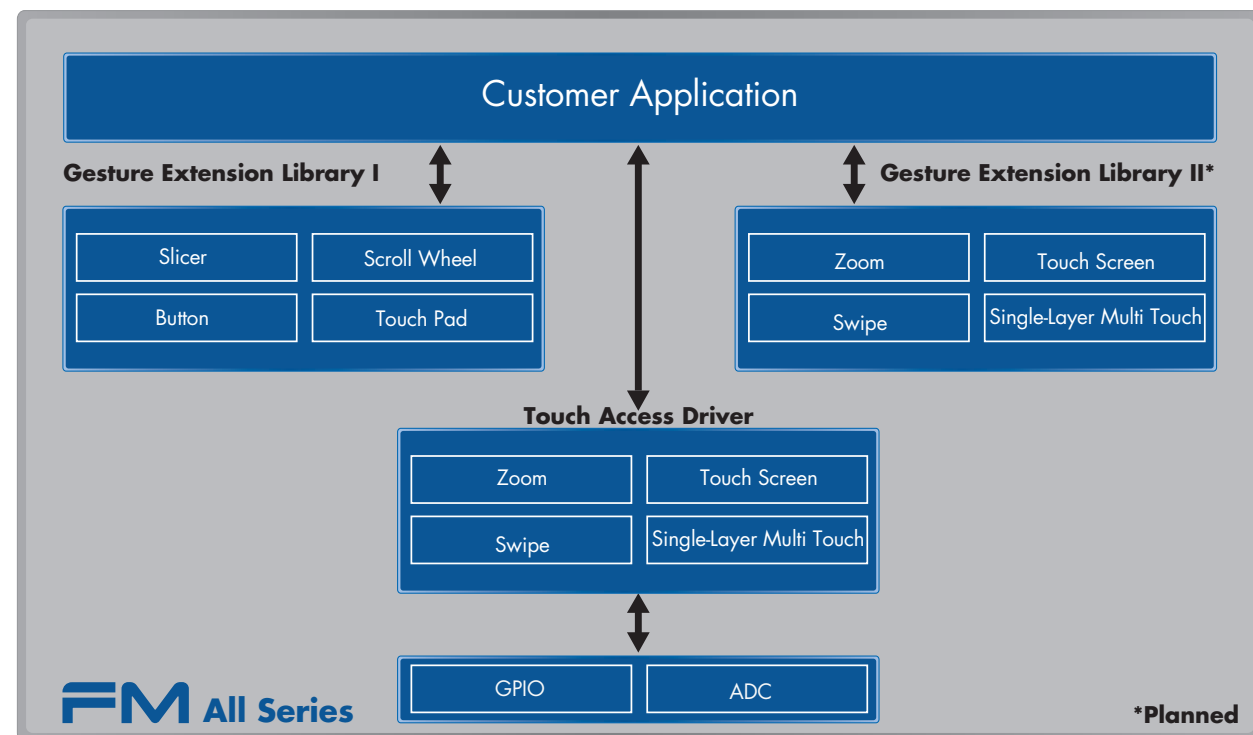 Customer Application
Gesture Extension Library I
Gesture Extension Library II*
Slicer
Scroll Wheel
Button
Touch Pad
Zoom
Touch Screen
Swipe
Single-Layer Multi Touch
Touch Access Driver
Zoom
Touch Screen
Swipe
Single-Layer Multi Touch
GPIO
ADC
FM All Series
*Planned